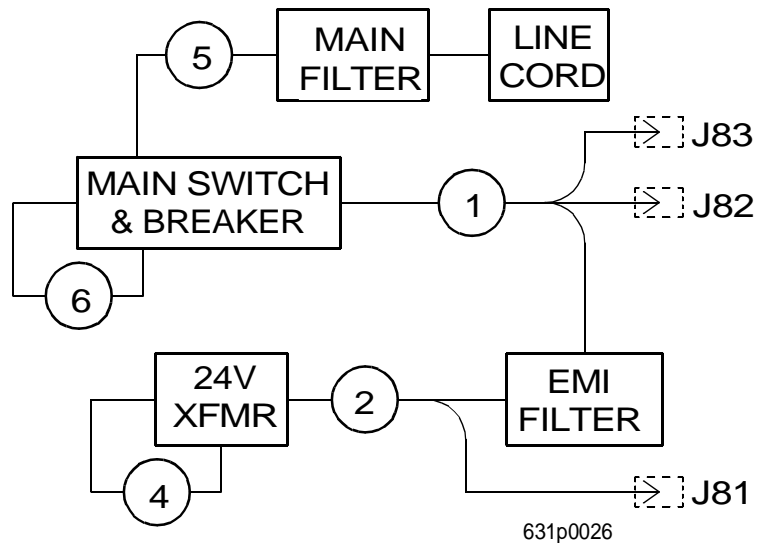 5
MAIN
FILTER
LINE
CORD
J83
MAIN SWITCH
& BREAKER
1
J82
6
24V
XFMR
2
EMI
FILTER
4
J81
631p0026